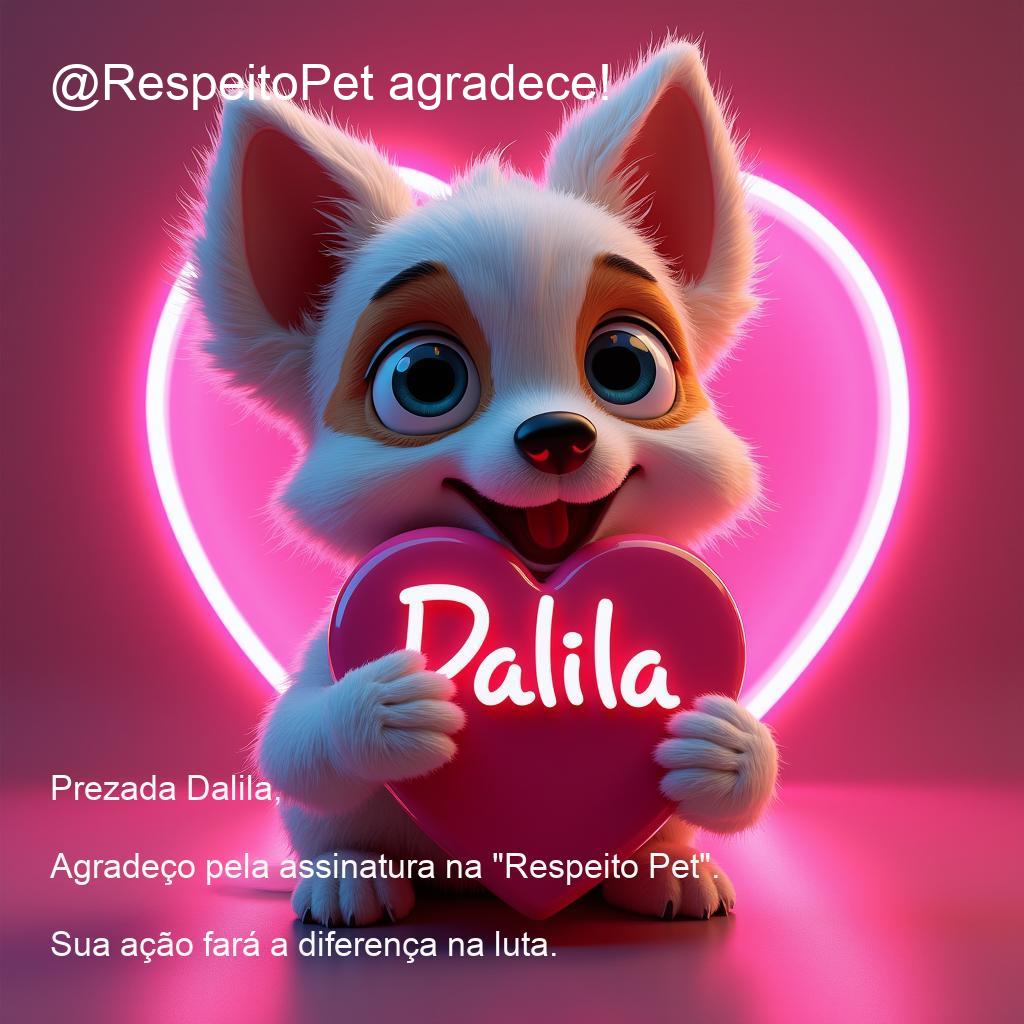 @RespeitoPet agradece!
Dalila
Prezada Dalila,
Agradeço pela assinatura na "Respeito Pet".
Sua ação fará a diferença na luta.